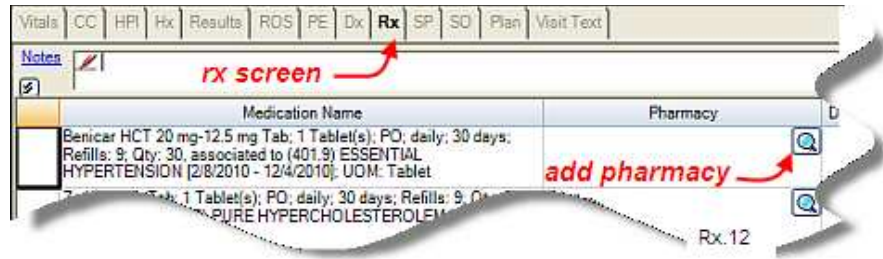 Vitals CC HPI Hx Results ROS PE Dx Rx SP SO Plan Visit Text
Notes
rx screen
Medication Name Pharmacy D
Benicar HCT 20 mg-12.5 mg Tab; 1 Tablet(s); PO; daily; 30 days;
Refills: 9; Qty: 30, associated to (401.9) ESSENTIAL
HYPERTENSION [2/8/2010 - 12/4/2010]; UOM: Tablet
add pharmacy
Tab; 1 Tablet(s); PO; daily; 30 days; Refills: 9;
PURE HYPERCHOLESTEROLEM
Rx.12